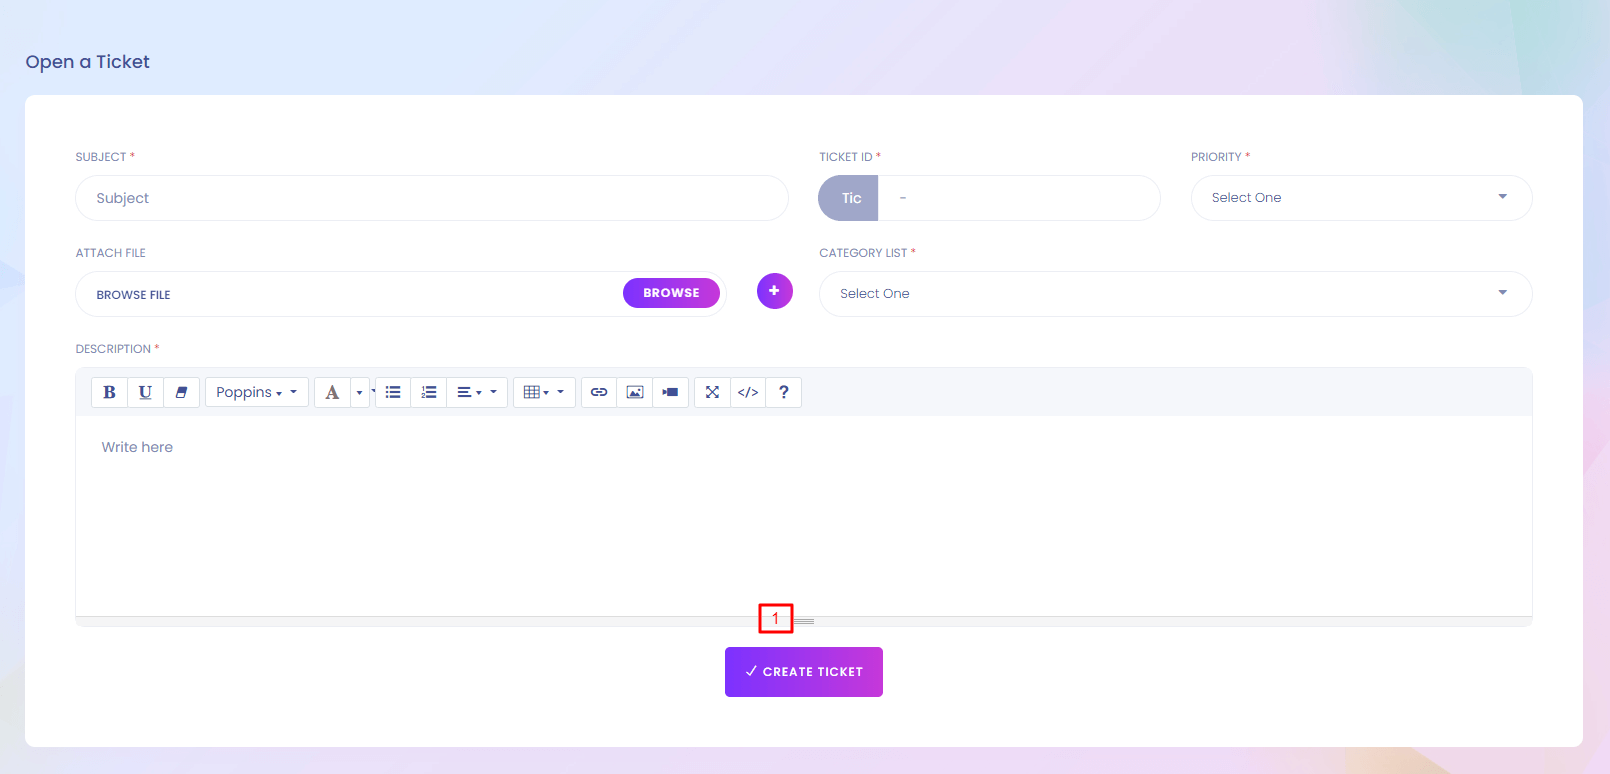 Open a Ticket
SUBJECT *
TICKET ID *
PRIORITY *
Subject
Tic -
Select One
ATTACH FILE
CATEGORY LIST *
BROWSE FILE BROWSE +
Select One
DESCRIPTION *
B U Poppins A </> ?
Write here
1
CREATE TICKET